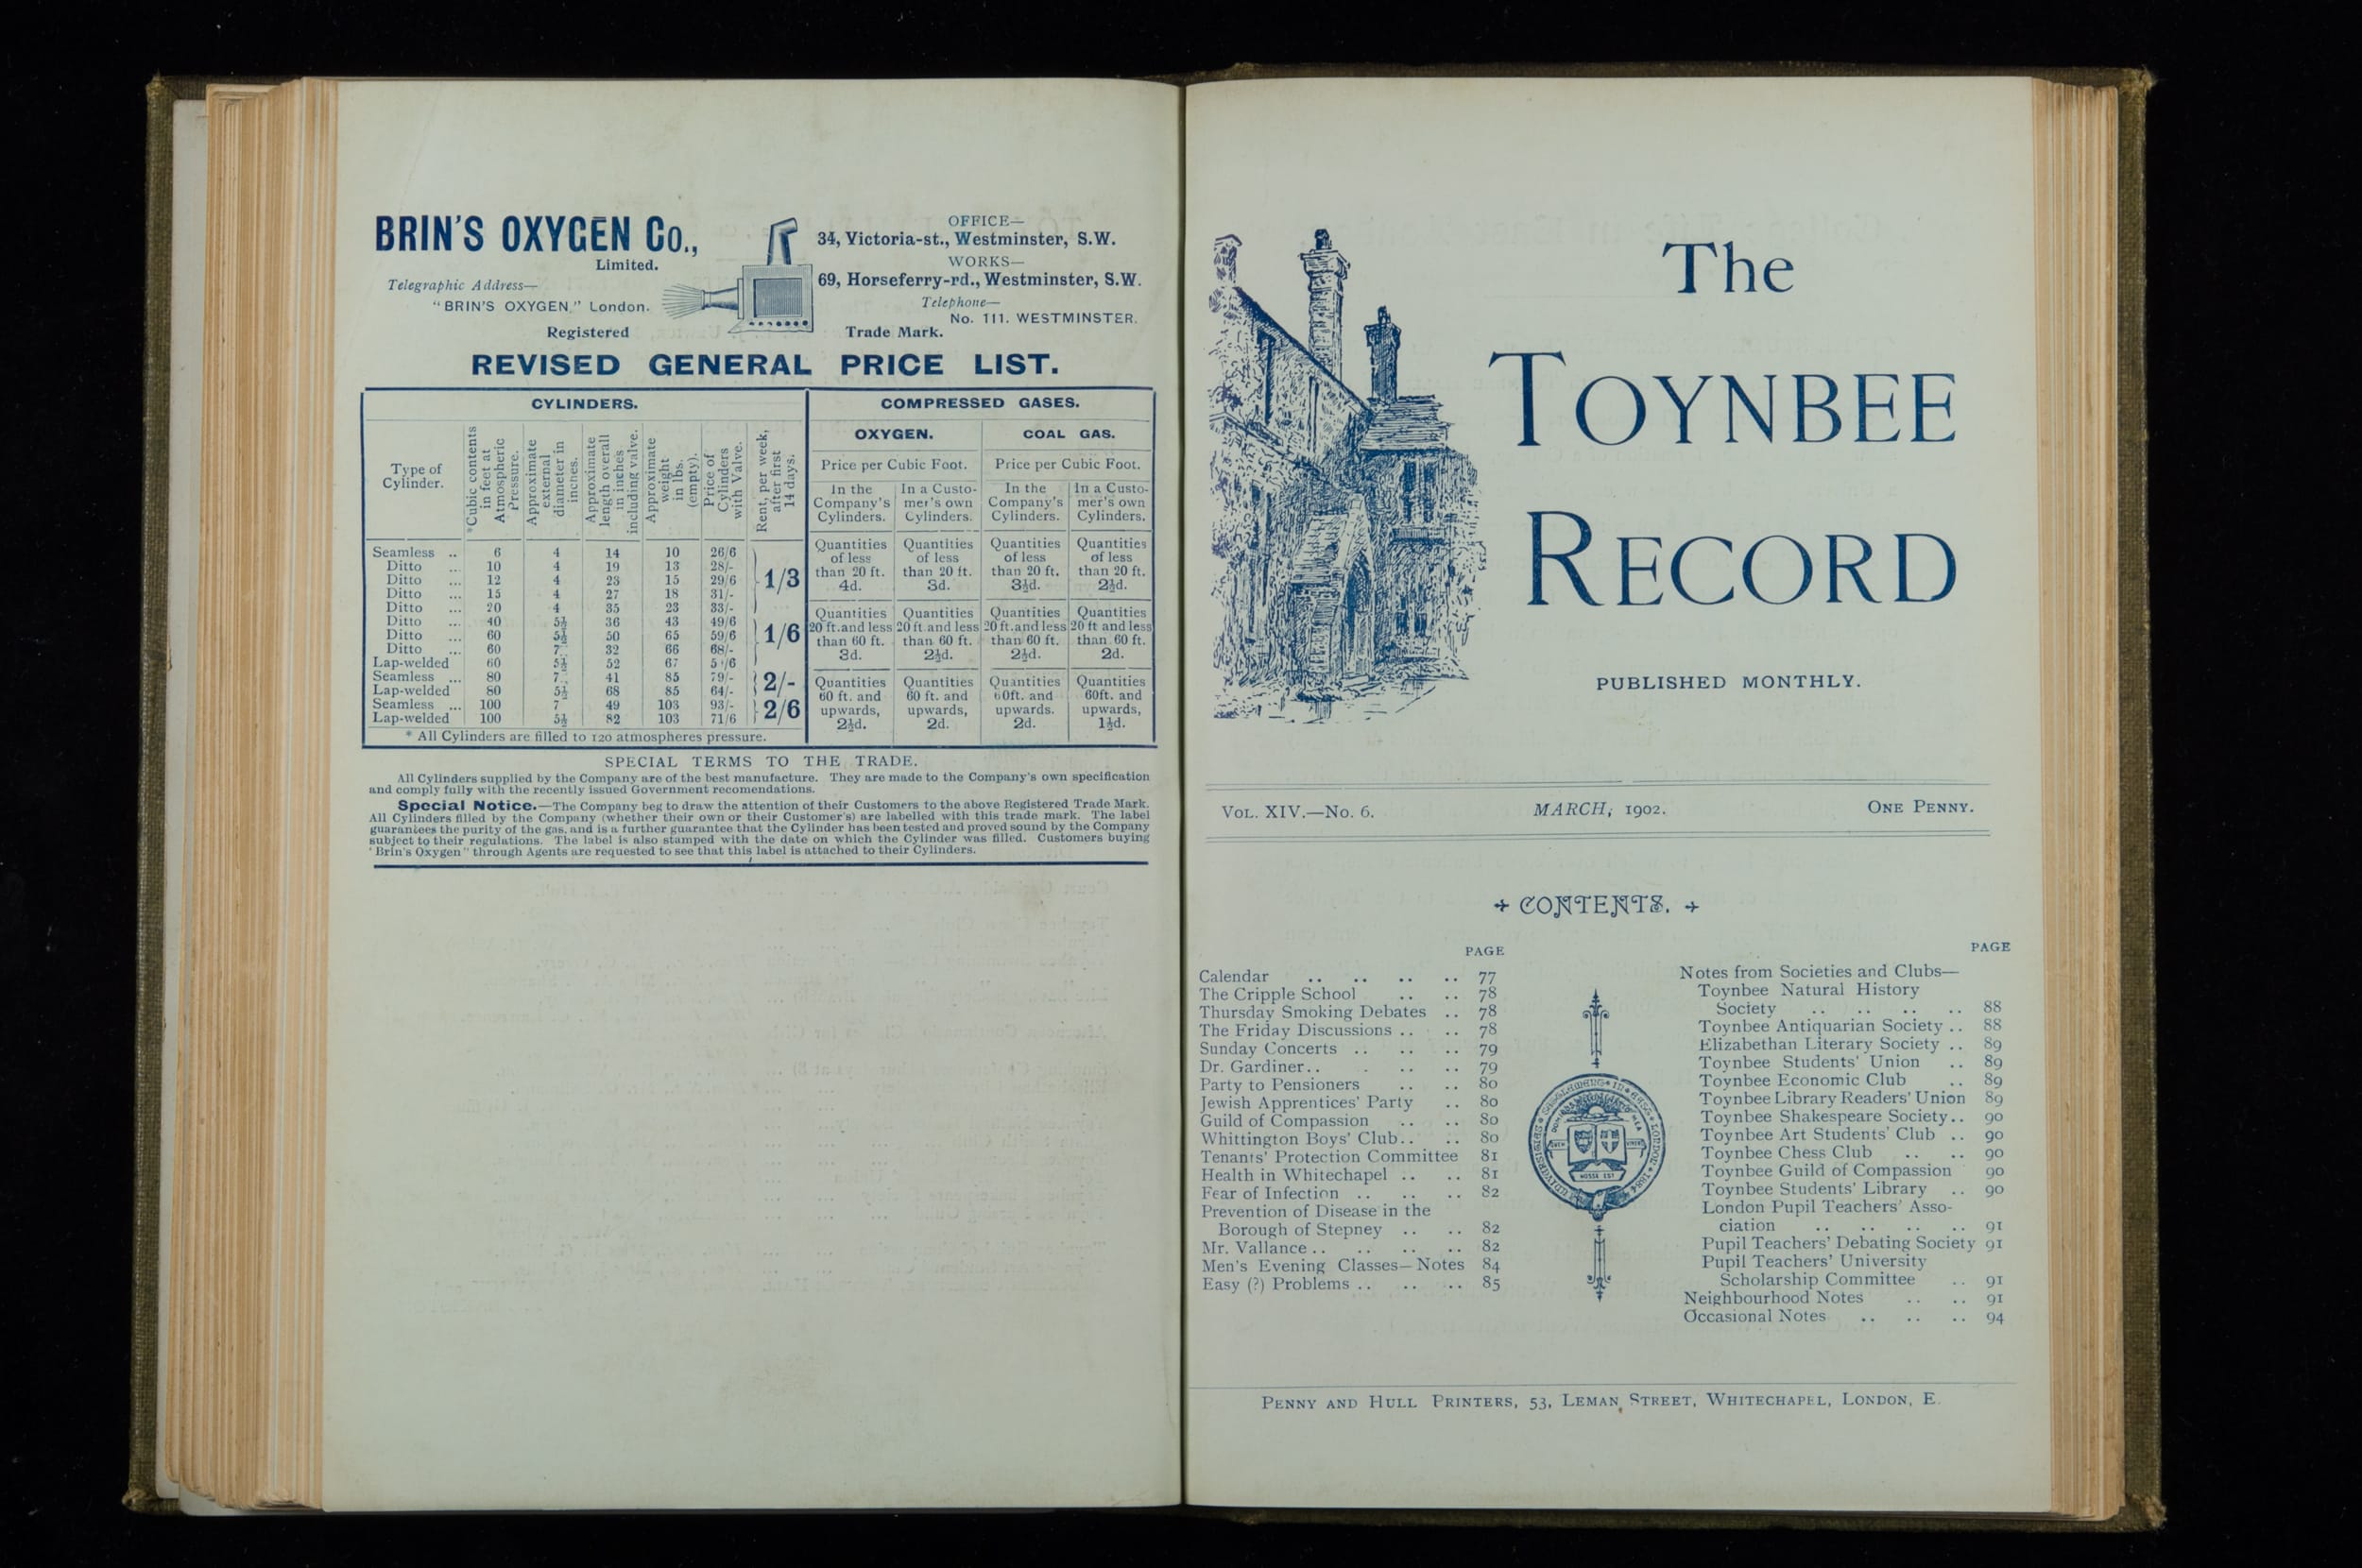 BRIN'S OXYGEN Co.,
Limited.
Telegraphic Address—
"BRIN'S OXYGEN," London.
Registered
OFFICE—
34, Victoria-st., Westminster, S.W.
WORKS—
69, Horseferry-rd., Westminster, S.W.
Telephone—
No. 111. WESTMINSTER.
Trade Mark.
REVISED GENERAL PRICE LIST.
CYLINDERS.
Type of
Cylinder.
*Cubic contents
in feet at
Atmospheric
Pressure.
Approximate
external
diameter in
inches.
Approximate
length overall
in inches
including valve.
Approximate
weight
in lbs.
(empty).
Price of
Cylinders
with Valve.
Rent, per week,
after first
14 days.
Seamless .. 6 4 14 10 26/6
Ditto ... 10 4 19 13 28/-
Ditto ... 12 4 23 15 29/6
Ditto ... 15 4 27 18 31/-
Ditto ... 20 4 35 23 33/-
Ditto ... 40 5½ 36 43 49/6
Ditto ... 60 5½ 50 65 59/6
Ditto ... 60 7 32 66 68/-
Lap-welded 60 5½ 52 67
Seamless ... 80 7 41 85 79/-
Lap-welded 80 5½ 68 85 64/-
Seamless ... 100 7 49 103 93/-
Lap-welded 100 5½ 82 103 71/6
1/3
1/6
2/-
2/6
* All Cylinders are filled to 120 atmospheres pressure.
COMPRESSED GASES.
OXYGEN. COAL GAS.
Price per Cubic Foot. Price per Cubic Foot.
In the In a Custo- In the In a Custo-
Company's mer's own Company's mer's own
Cylinders. Cylinders. Cylinders. Cylinders.
Quantities Quantities Quantities Quantities
of less of less of less of less
than 20 ft. than 20 ft. than 20 ft. than 20 ft.
4d. 3d. 3½d. 2½d.
Quantities Quantities Quantities Quantities
20 ft.and less 20 ft and less 20 ft.and less 20 ft and less
than 60 ft. than 60 ft. than 60 ft. than 60 ft.
3d. 2½d. 2½d. 2d.
Quantities Quantities Quantities Quantities
60 ft. and 60 ft. and 60ft. and 60ft. and
upwards, upwards, upwards. upwards,
2½d. 2d. 2d. 1½d.
SPECIAL TERMS TO THE TRADE.
All Cylinders supplied by the Company are of the best manufacture. They are made to the Company's own specification
and comply fully with the recently issued Government recomendations.
Special Notice.—The Company beg to draw the attention of their Customers to the above Registered Trade Mark.
All Cylinders filled by the Company (whether their own or their Customer's) are labelled with this trade mark. The label
guarantees the purity of the gas, and is a further guarantee that the Cylinder has been tested and proved sound by the Company
subject to their regulations. The label is also stamped with the date on which the Cylinder was filled. Customers buying
'Brin's Oxygen" through Agents are requested to see that this label is attached to their Cylinders.
The
TOYNBEE
RECORD
PUBLISHED MONTHLY.
VOL. XIV.—No. 6. MARCH, 1902. ONE PENNY.
CONTENTS.
PAGE
Calendar .. .. .. .. 77
The Cripple School .. .. 78
Thursday Smoking Debates .. 78
The Friday Discussions .. .. 78
Sunday Concerts .. .. .. 79
Dr. Gardiner.. . .. .. 79
Party to Pensioners .. .. 80
Jewish Apprentices' Party .. 80
Guild of Compassion .. .. 80
Whittington Boys' Club.. .. 80
Tenants' Protection Committee 81
Health in Whitechapel .. .. 81
Fear of Infection .. .. .. 82
Prevention of Disease in the
Borough of Stepney .. .. 82
Mr. Vallance .. .. .. .. 82
Men's Evening Classes—Notes 84
Easy (?) Problems .. .. .. 85
PAGE
Notes from Societies and Clubs—
Toynbee Natural History
Society .. .. .. .. 88
Toynbee Antiquarian Society .. 88
Elizabethan Literary Society .. 89
Toynbee Students' Union .. 89
Toynbee Economic Club .. 89
Toynbee Library Readers' Union 89
Toynbee Shakespeare Society.. 90
Toynbee Art Students' Club .. 90
Toynbee Chess Club .. .. 90
Toynbee Guild of Compassion 90
Toynbee Students' Library .. 90
London Pupil Teachers' Asso-
ciation .. .. .. .. 91
Pupil Teachers' Debating Society 91
Pupil Teachers' University
Scholarship Committee .. 91
Neighbourhood Notes .. .. 91
Occasional Notes .. .. .. 94
PENNY AND HULL PRINTERS, 53, LEMAN STREET, WHITECHAPEL, LONDON, E.